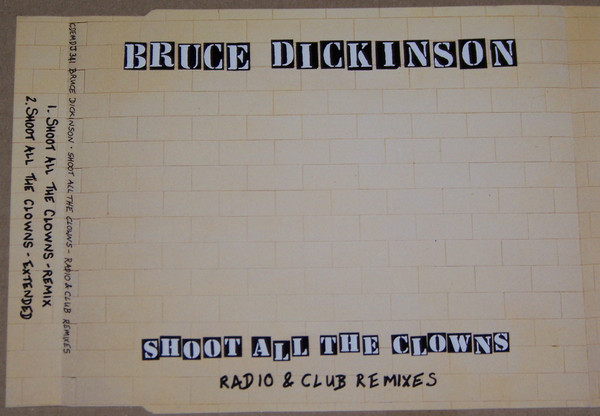 BRUCE DICKINSON
SHOOT ALL THE CLOWNS
RADIO & CLUB REMIXES
CDEMDJ341 BRUCE DICKINSON - SHOOT ALL THE CLOWNS - RADIO & CLUB REMIXES
1. SHOOT ALL THE CLOWNS - REMIX
2. SHOOT ALL THE CLOWNS - EXTENDED